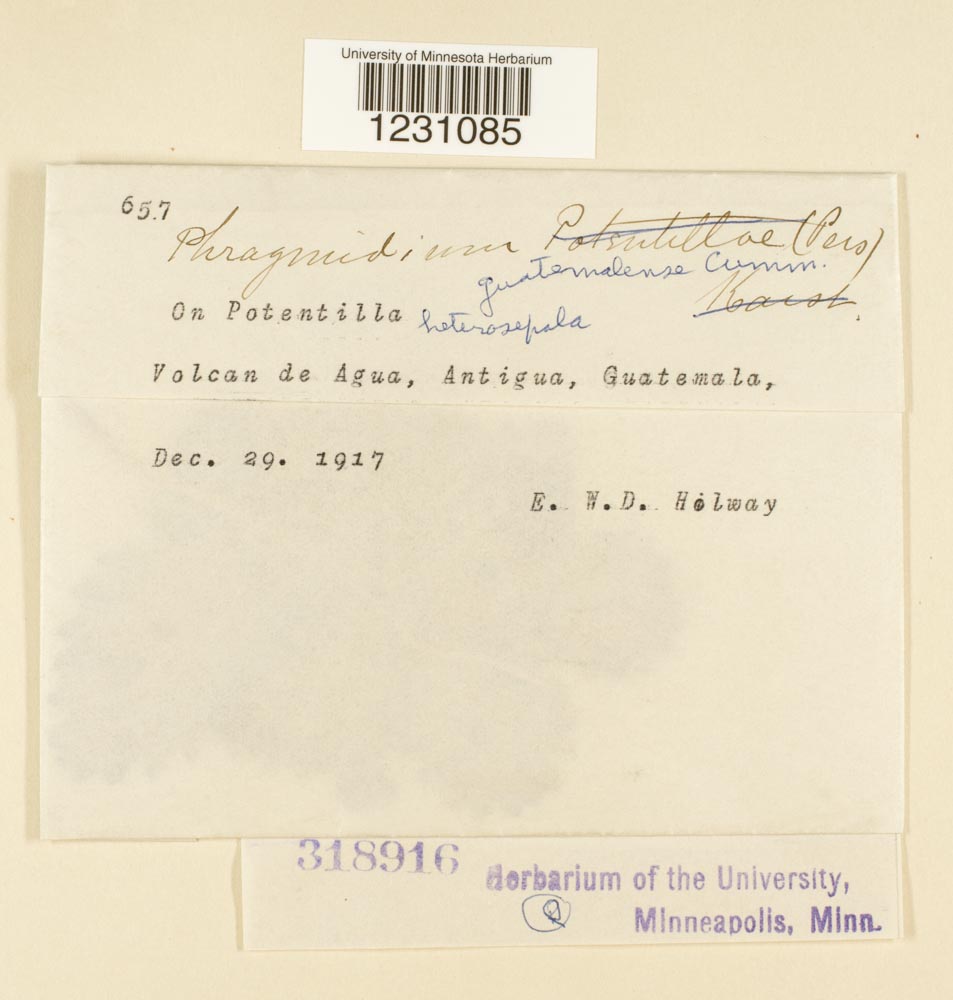 University of Minnesota Herbarium
1231085
657
Phragmidium Potentillae (Pers)
guatemalense Cumm.
Karst.
On Potentilla heterosepala
Volcan de Agua, Antigua, Guatemala,
Dec. 29. 1917
E. W.D. Holway
318916
Herbarium of the University,
Minneapolis, Minn.